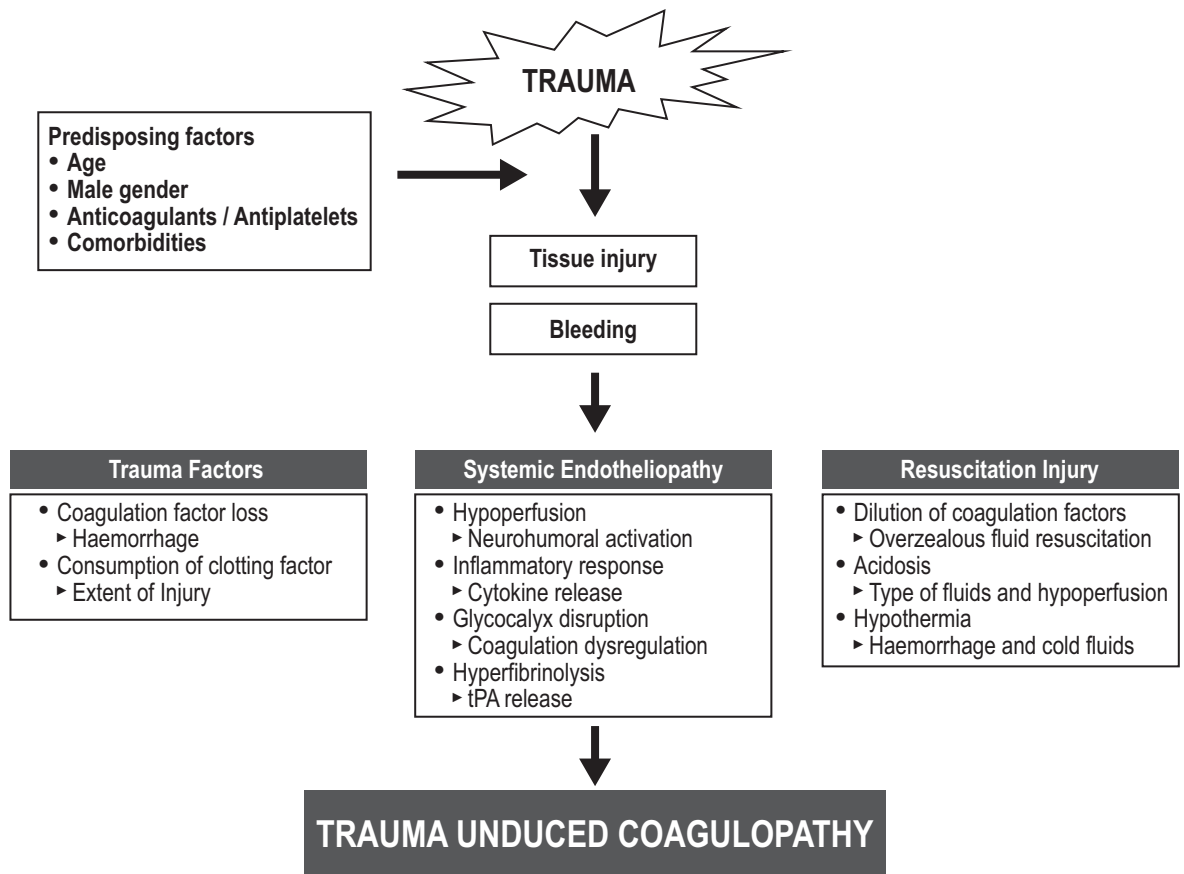 TRAUMA
Predisposing factors
• Age
• Male gender
• Anticoagulants / Antiplatelets
• Comorbidities
Tissue injury
Bleeding
Trauma Factors
• Coagulation factor loss
▸ Haemorrhage
• Consumption of clotting factor
▸ Extent of Injury
Systemic Endotheliopathy
• Hypoperfusion
▸ Neurohumoral activation
• Inflammatory response
▸ Cytokine release
• Glycocalyx disruption
▸ Coagulation dysregulation
• Hyperfibrinolysis
▸ tPA release
Resuscitation Injury
• Dilution of coagulation factors
▸ Overzealous fluid resuscitation
• Acidosis
▸ Type of fluids and hypoperfusion
• Hypothermia
▸ Haemorrhage and cold fluids
TRAUMA UNDUCED COAGULOPATHY